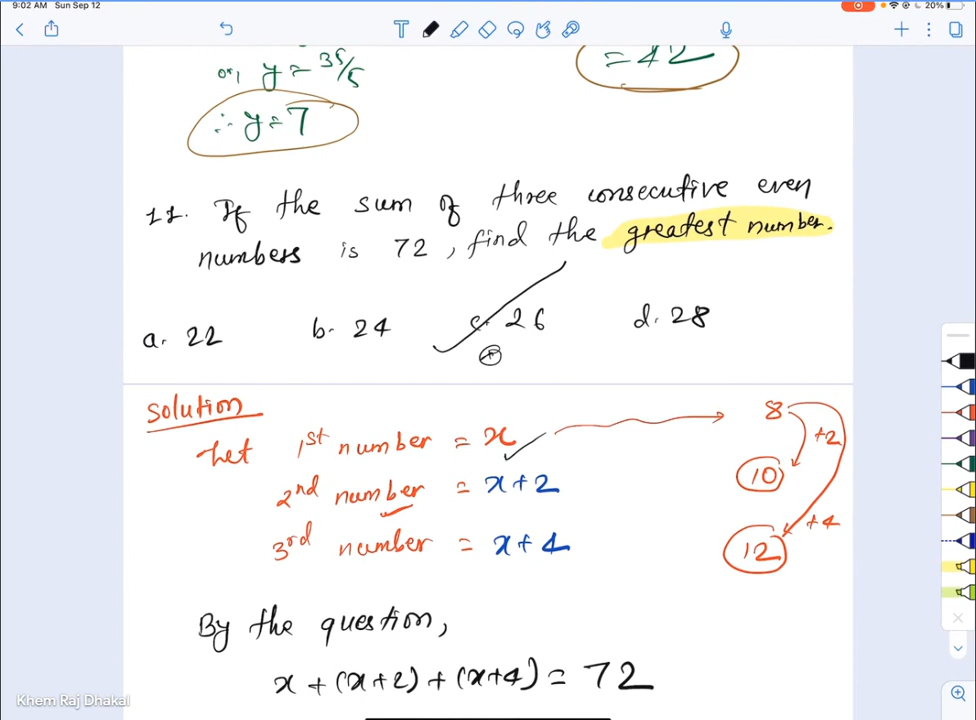 9:02 AM Sun Sep 12
20%
or, y = 35/5
= 42
∴ y = 7
11. If the sum of three consecutive even
numbers is 72, find the greatest number.
a. 22 b. 24 c. 26 d. 28
Solution
Let 1st number = x
8
+2
2nd number = x+2
10
+4
3rd number = x+4
12
By the question,
x + (x+2) + (x+4) = 72
Khem Raj Dhakal